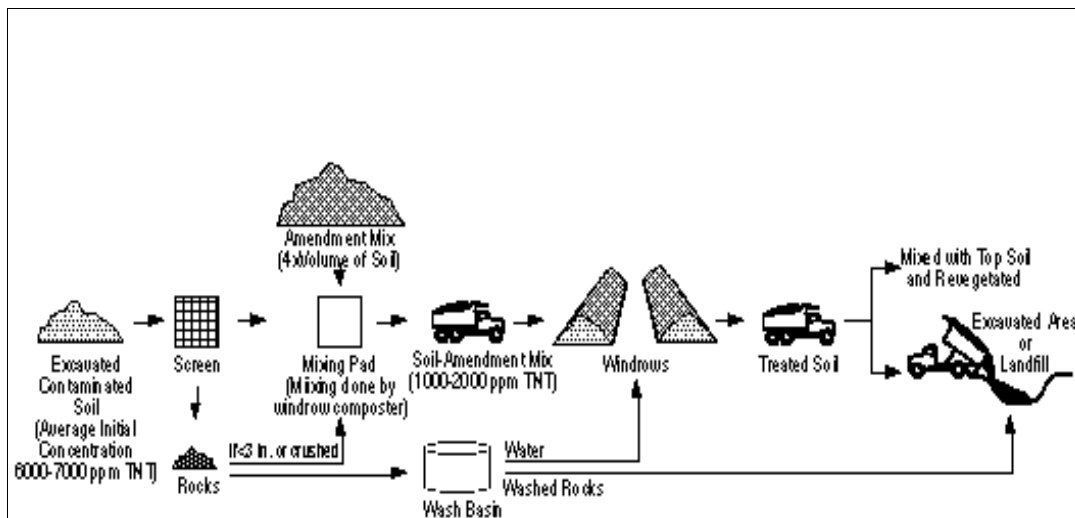 Amendment Mix
(4xVolume of Soil)
Mixed with Top Soil
and Revegetated
Excavated Area
or
Landfill
Excavated
Contaminated
Soil
(Average Initial
Concentration
6000-7000 ppm TNT)
Screen
Mixing Pad
(Mixing done by
windrow composter)
Soil-Amendment Mix
(1000-2000 ppm TNT)
Windrows
Treated Soil
Rocks
If<3 in. or crushed
Wash Basin
Water
Washed Rocks